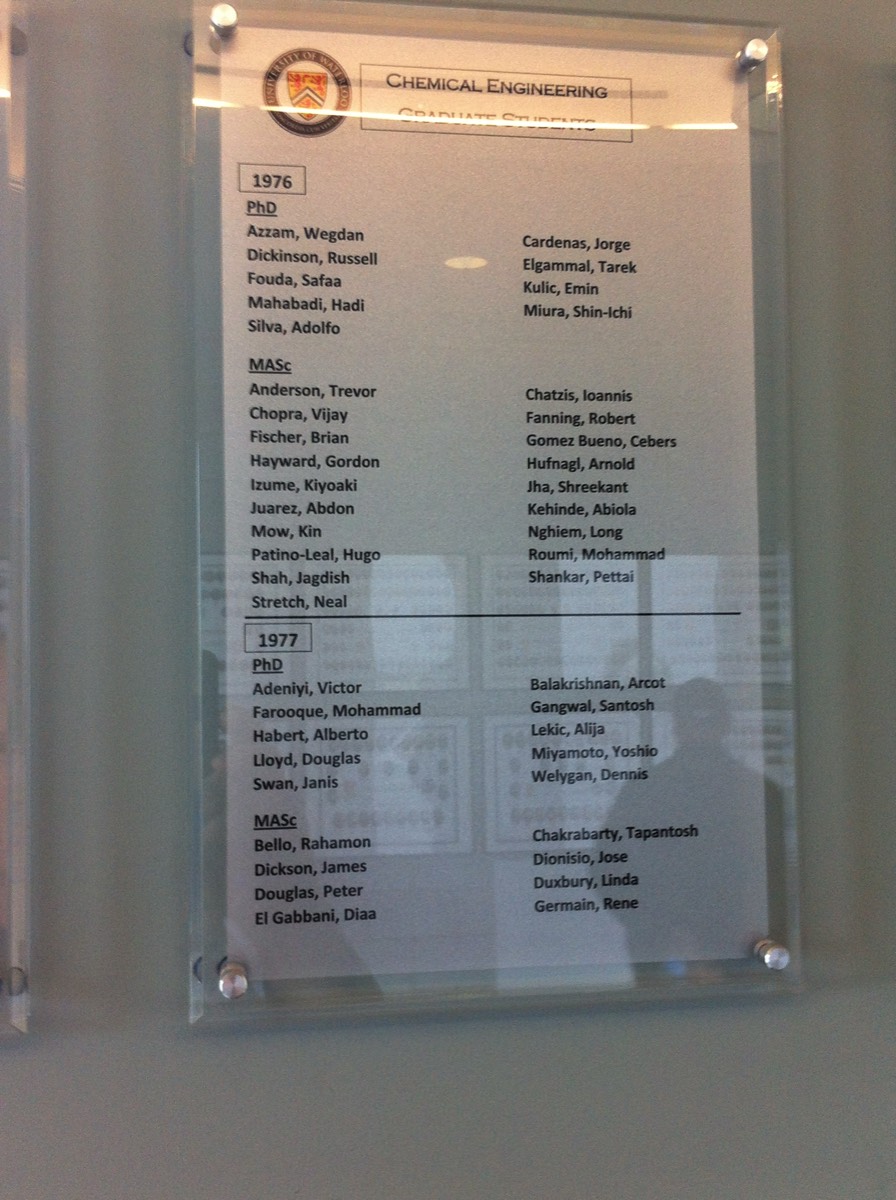 UNIVERSITY OF WATERLOO
CHEMICAL ENGINEERING
GRADUATE STUDENTS
1976
PhD
Azzam, Wegdan Cardenas, Jorge
Dickinson, Russell Elgammal, Tarek
Fouda, Safaa Kulic, Emin
Mahabadi, Hadi Miura, Shin-Ichi
Silva, Adolfo
MASc
Anderson, Trevor Chatzis, Ioannis
Chopra, Vijay Fanning, Robert
Fischer, Brian Gomez Bueno, Cebers
Hayward, Gordon Hufnagl, Arnold
Izume, Kiyoaki Jha, Shreekant
Juarez, Abdon Kehinde, Abiola
Mow, Kin Nghiem, Long
Patino-Leal, Hugo Roumi, Mohammad
Shah, Jagdish Shankar, Pettai
Stretch, Neal
1977
PhD
Adeniyi, Victor Balakrishnan, Arcot
Farooque, Mohammad Gangwal, Santosh
Habert, Alberto Lekic, Alija
Lloyd, Douglas Miyamoto, Yoshio
Swan, Janis Welygan, Dennis
MASc
Bello, Rahamon Chakrabarty, Tapantosh
Dickson, James Dionisio, Jose
Douglas, Peter Duxbury, Linda
El Gabbani, Diaa Germain, Rene